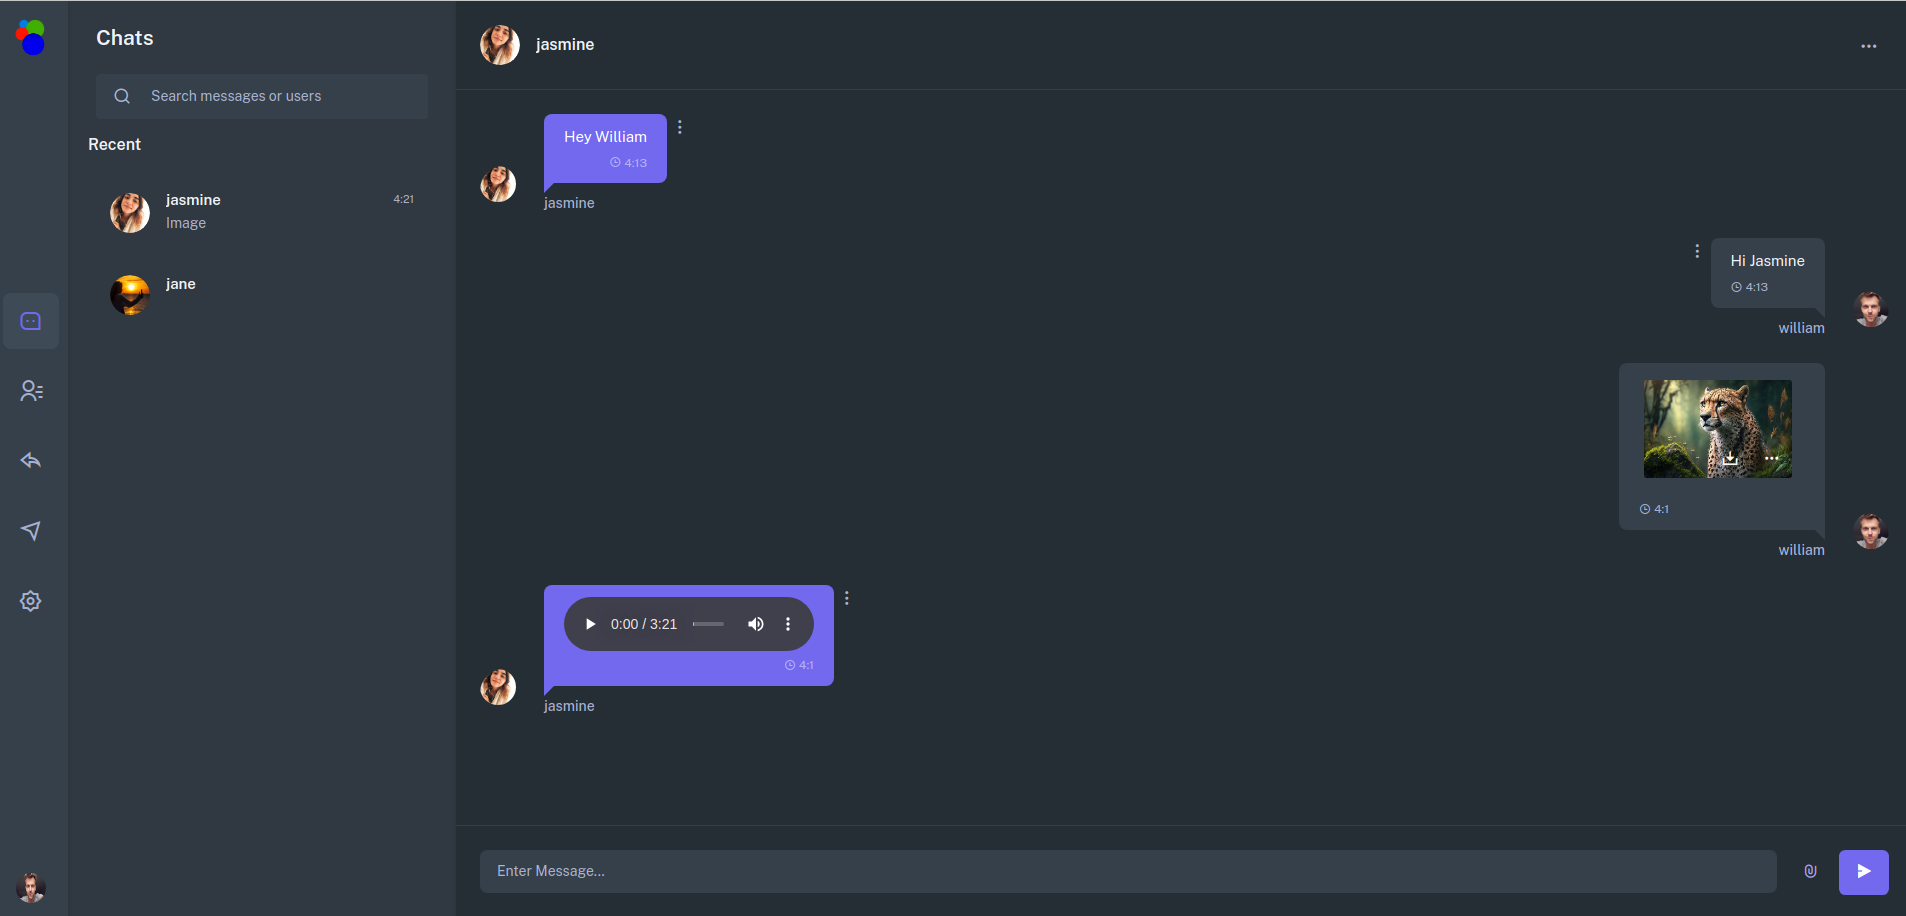 Chats
Search messages or users
Recent
jasmine
4:21
Image
jane
jasmine
Hey William
4:13
jasmine
Hi Jasmine
4:13
william
4:1
william
0:00 / 3:21
4:1
jasmine
Enter Message...